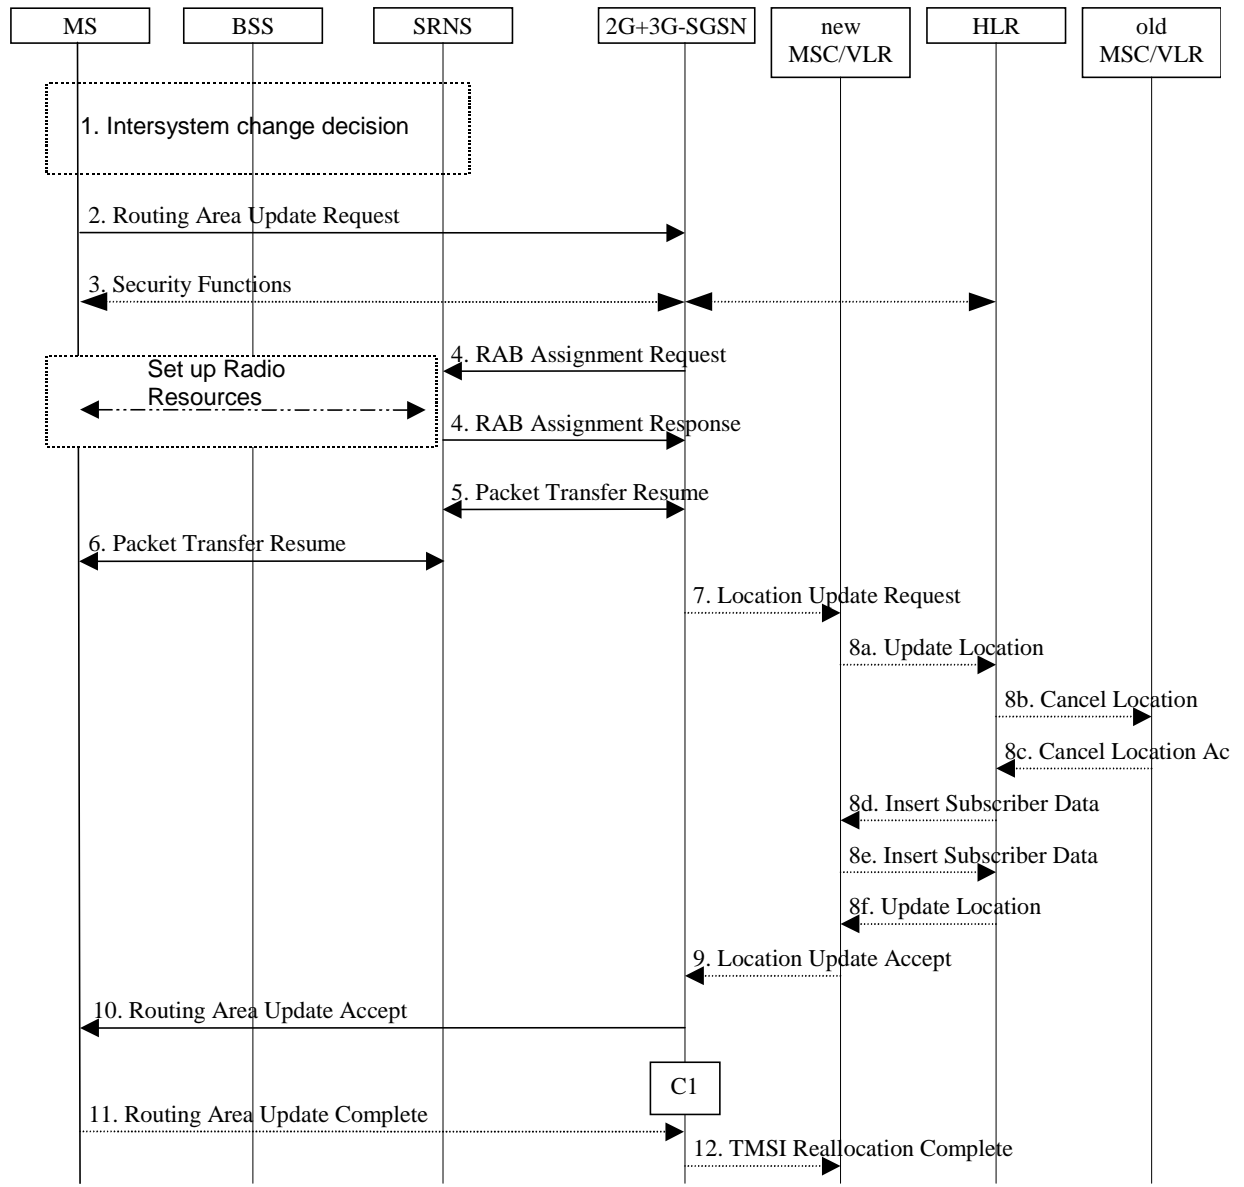 MS
BSS
SRNS
2G+3G-SGSN
new
MSC/VLR
HLR
old
MSC/VLR
1. Intersystem change decision
2. Routing Area Update Request
3. Security Functions
4. RAB Assignment Request
Set up Radio
Resources
4. RAB Assignment Response
5. Packet Transfer Resume
6. Packet Transfer Resume
7. Location Update Request
8a. Update Location
8b. Cancel Location
8c. Cancel Location Ac
8d. Insert Subscriber Data
8e. Insert Subscriber Data
8f. Update Location
9. Location Update Accept
10. Routing Area Update Accept
C1
11. Routing Area Update Complete
12. TMSI Reallocation Complete